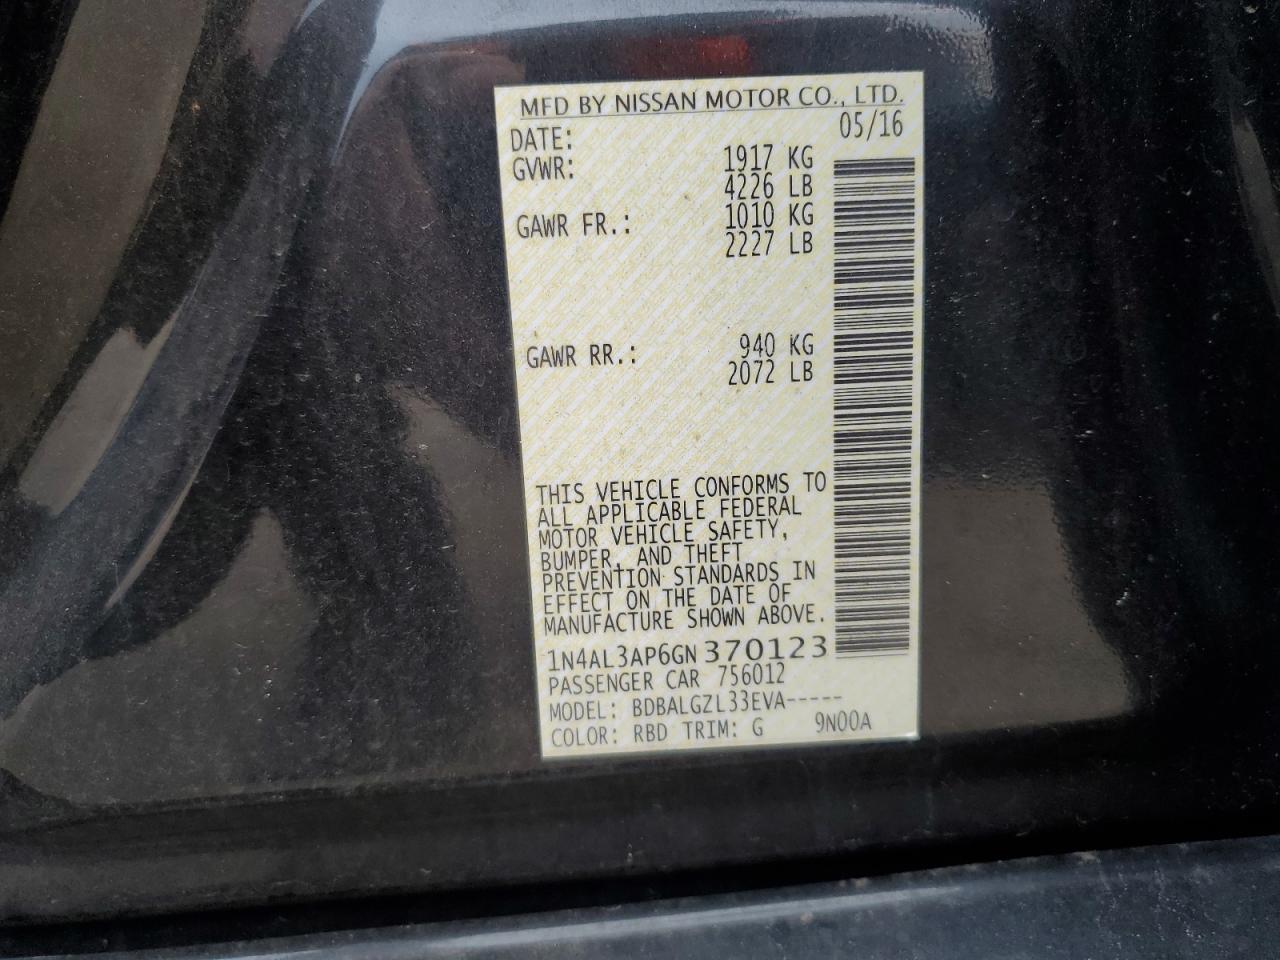 MFD BY NISSAN MOTOR CO., LTD.
DATE: 05/16
GVWR: 1917 KG
4226 LB
GAWR FR.: 1010 KG
2227 LB
GAWR RR.: 940 KG
2072 LB
THIS VEHICLE CONFORMS TO
ALL APPLICABLE FEDERAL
MOTOR VEHICLE SAFETY,
BUMPER, AND THEFT
PREVENTION STANDARDS IN
EFFECT ON THE DATE OF
MANUFACTURE SHOWN ABOVE.
1N4AL3AP6GN370123
PASSENGER CAR 756012
MODEL: BDBALGZL33EVA-----
COLOR: RBD TRIM: G 9N00A